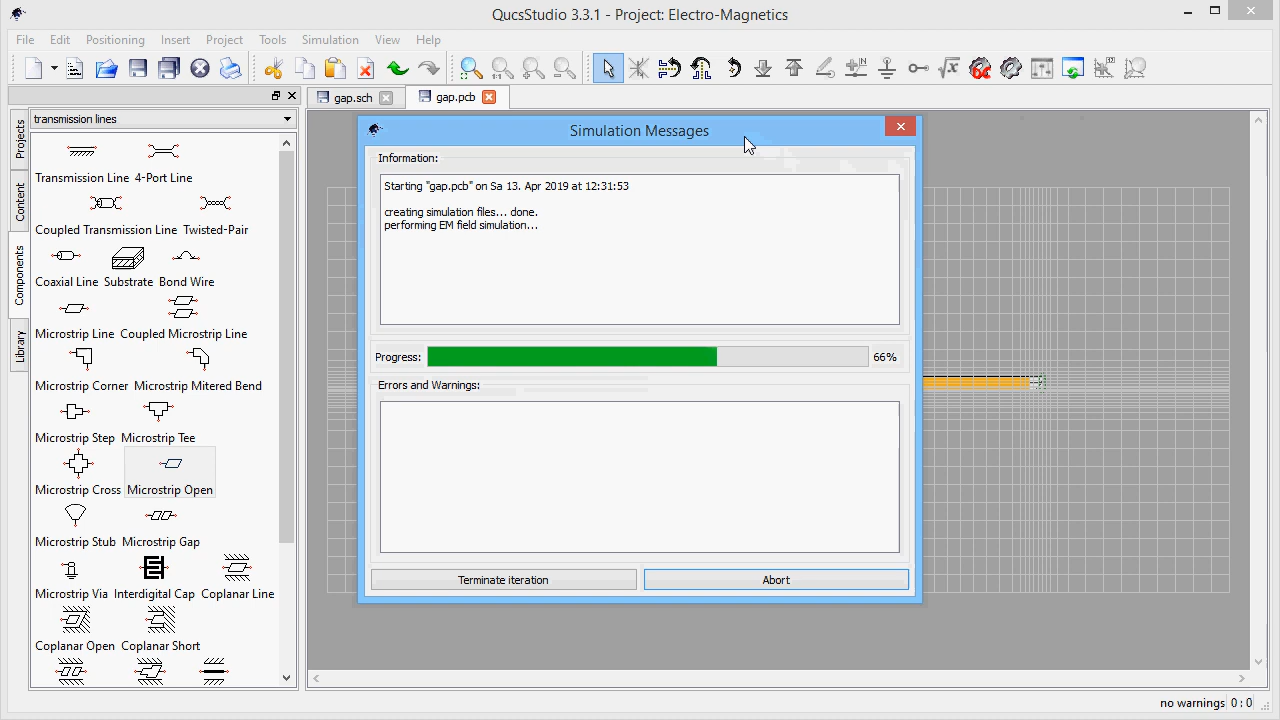 QucsStudio 3.3.1 - Project: Electro-Magnetics
File Edit Positioning Insert Project Tools Simulation View Help
gap.sch gap.pcb
Projects
Content
Components
Library
transmission lines
Transmission Line 4-Port Line
Coupled Transmission Line Twisted-Pair
Coaxial Line Substrate Bond Wire
Microstrip Line Coupled Microstrip Line
Microstrip Corner Microstrip Mitered Bend
Microstrip Step Microstrip Tee
Microstrip Cross Microstrip Open
Microstrip Stub Microstrip Gap
Microstrip Via Interdigital Cap Coplanar Line
Coplanar Open Coplanar Short
Simulation Messages
Information:
Starting "gap.pcb" on Sa 13. Apr 2019 at 12:31:53
creating simulation files... done.
performing EM field simulation...
Progress: 66%
Errors and Warnings:
Terminate iteration Abort
no warnings 0 : 0